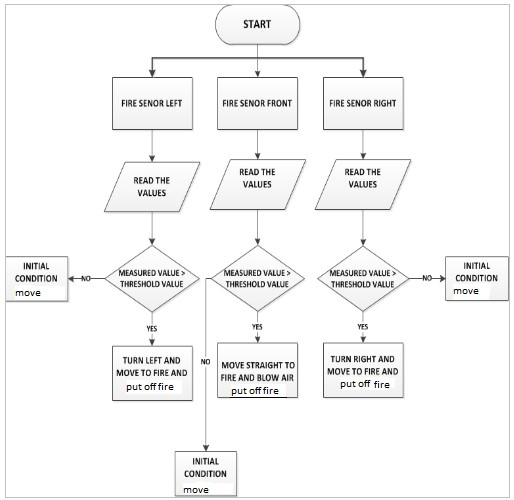 START
FIRE SENOR LEFT
FIRE SENOR FRONT
FIRE SENOR RIGHT
READ THE
VALUES
READ THE
VALUES
READ THE
VALUES
INITIAL
CONDITION
move
NO
MEASURED VALUE >
THRESHOLD VALUE
MEASURED VALUE >
THRESHOLD VALUE
MEASURED VALUE >
THRESHOLD VALUE
NO
INITIAL
CONDITION
move
YES
YES
YES
TURN LEFT AND
MOVE TO FIRE AND
put off fire
NO
MOVE STRAIGHT TO
FIRE AND BLOW AIR
put off fire
TURN RIGHT AND
MOVE TO FIRE AND
put off fire
INITIAL
CONDITION
move